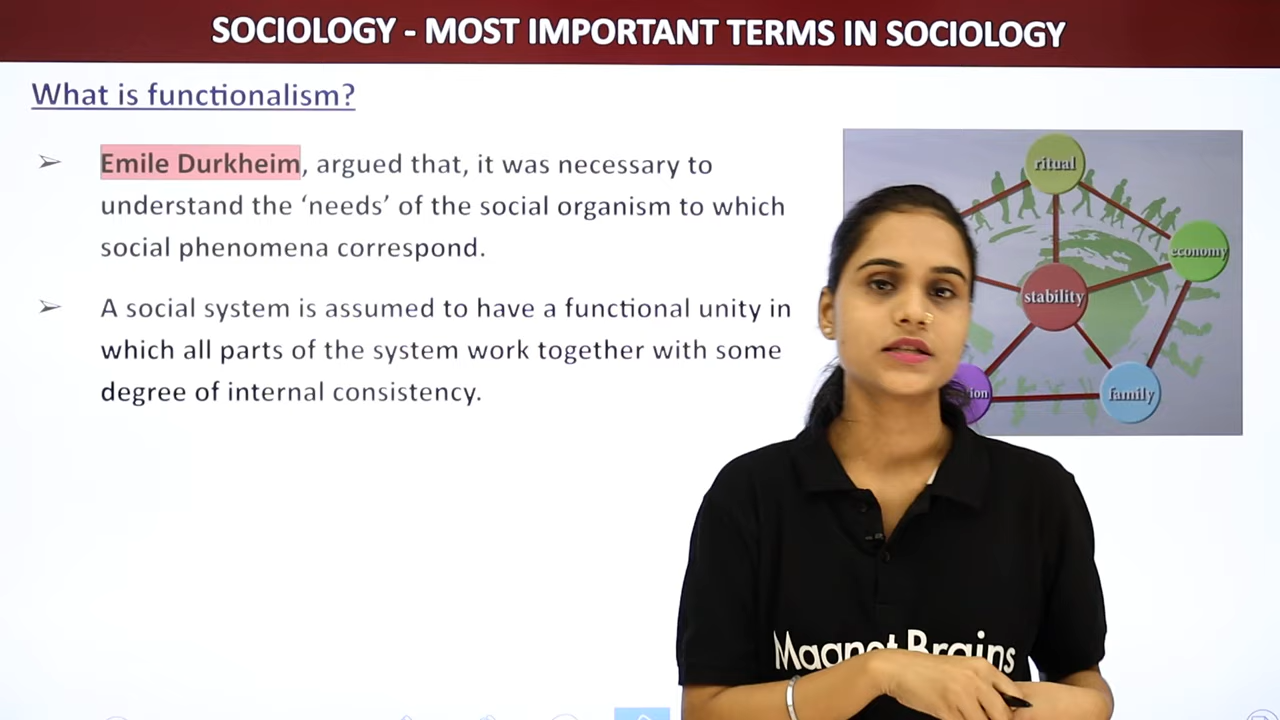 SOCIOLOGY - MOST IMPORTANT TERMS IN SOCIOLOGY
What is functionalism?
➢ Emile Durkheim, argued that, it was necessary to
understand the ‘needs’ of the social organism to which
social phenomena correspond.
➢ A social system is assumed to have a functional unity in
which all parts of the system work together with some
degree of internal consistency.
ritual
economy
stability
family
Magnet Brains